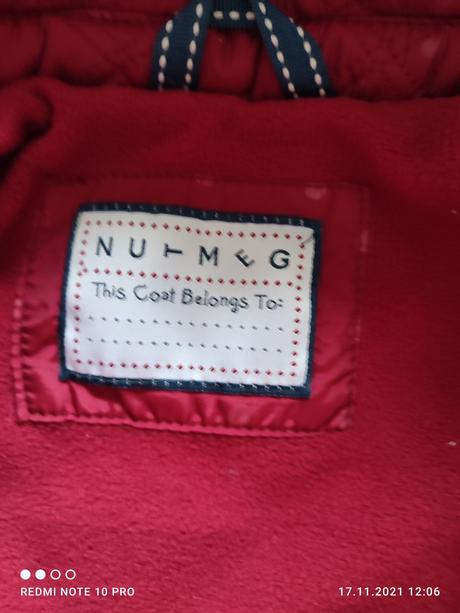 NUTMEG
This Coat Belongs To:
REDMI NOTE 10 PRO
17.11.2021 12:06